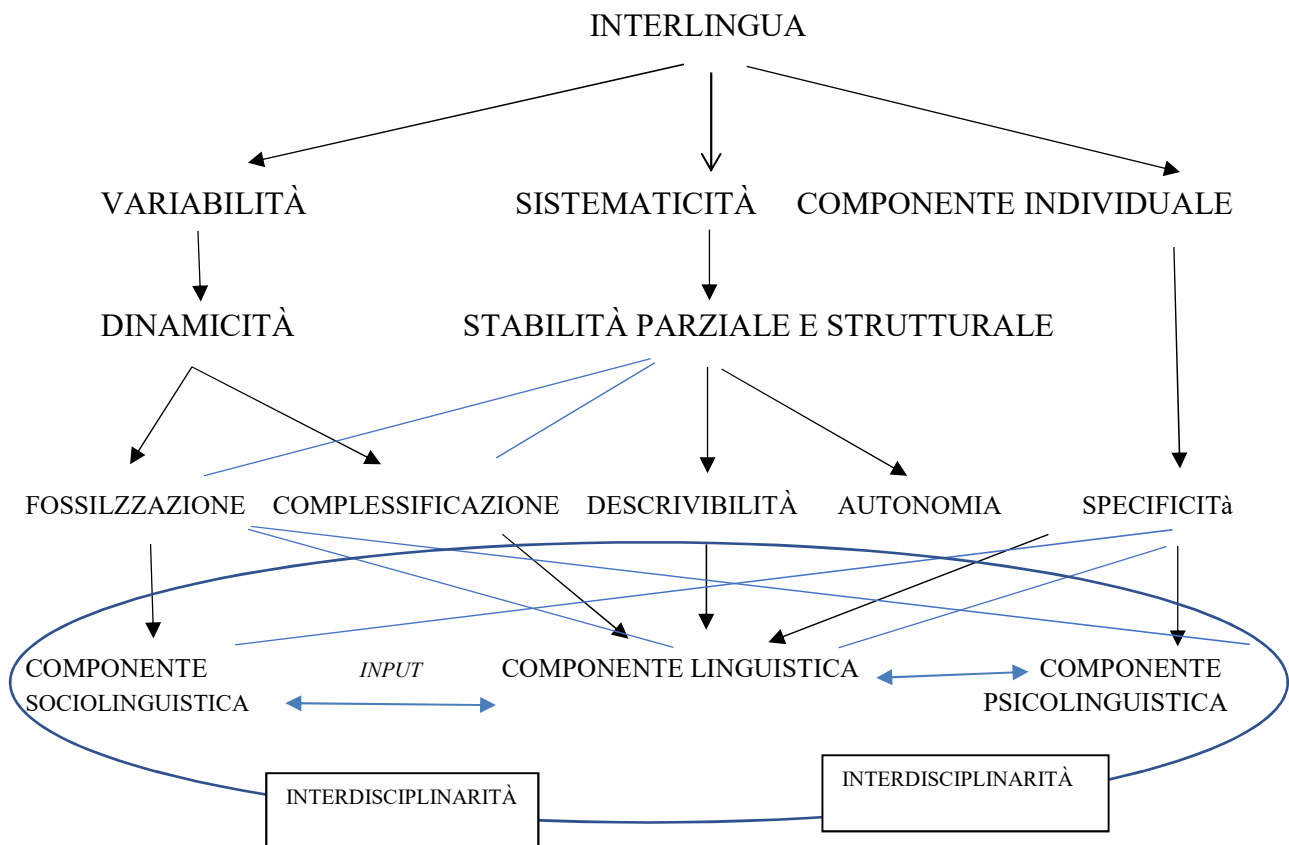 INTERLINGUA
VARIABILITÀ SISTEMATICITÀ COMPONENTE INDIVIDUALE
DINAMICITÀ STABILITÀ PARZIALE E STRUTTURALE
FOSSILZZAZIONE COMPLESSIFICAZIONE DESCRIVIBILITÀ AUTONOMIA SPECIFICITà
COMPONENTE
SOCIOLINGUISTICA
INPUT
COMPONENTE LINGUISTICA
COMPONENTE
PSICOLINGUISTICA
INTERDISCIPLINARITÀ
INTERDISCIPLINARITÀ